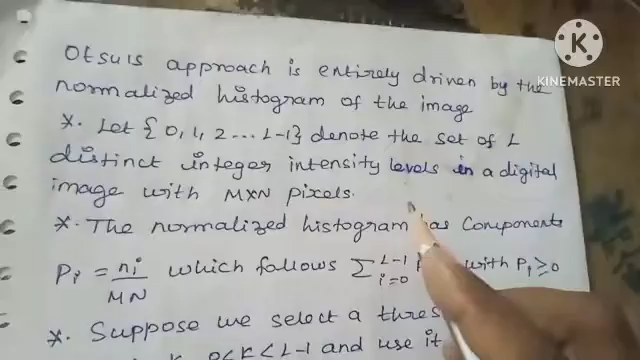 KINEMASTER
Otsu's approach is entirely driven by the
normalized histogram of the image
*. Let {0, 1, 2 ... L-1} denote the set of L
distinct integer intensity levels in a digital
image with MXN pixels.
*. The normalized histogram has Components
Pi = ni/MN which follows ∑ L-1 i=0 with Pi ≥ 0
*. Suppose we select a
0<K<L-1 and use it